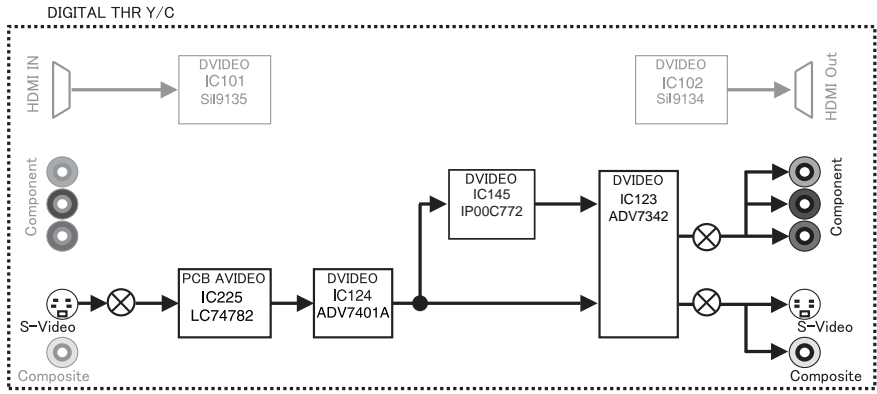 DIGITAL THR Y/C
HDMI IN
DVIDEO
IC101
SiI9135
DVIDEO
IC102
SiI9134
HDMI Out
Component
DVIDEO
IC145
IP00C772
DVIDEO
IC123
ADV7342
Component
PCB AVIDEO
IC225
LC74782
DVIDEO
IC124
ADV7401A
S-Video
S-Video
Composite
Composite